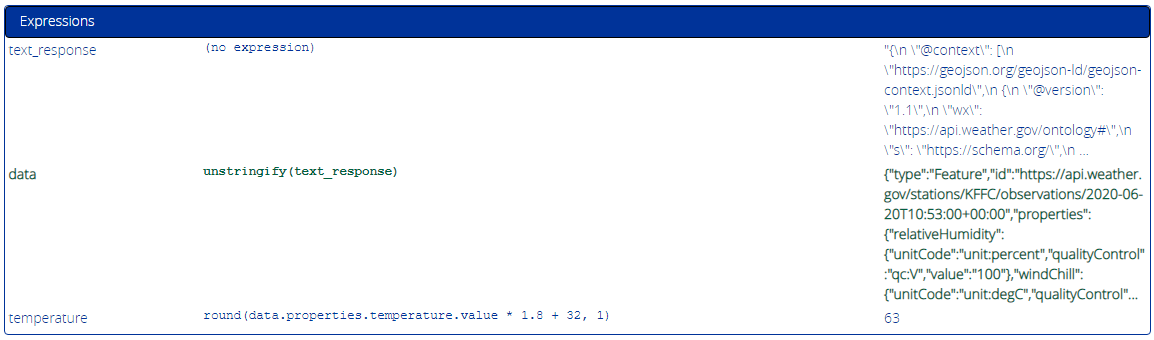 Expressions
text_response (no expression) "{\n \"@context\": [\n
\"https://geojson.org/geojson-ld/geojson-
context.jsonld\",\n {\n \"@version\":
\"1.1\",\n \"wx\":
\"https://api.weather.gov/ontology#\",\n
\"s\": \"https://schema.org/\",\n ...
data unstringify(text_response) {"type":"Feature","id":"https://api.weather.
gov/stations/KFFC/observations/2020-06-
20T10:53:00+00:00","properties":
{"relativeHumidity":
{"unitCode":"unit:percent","qualityControl"
:"qc:V","value":"100"},"windChill":
{"unitCode":"unit:degC","qualityControl"...
temperature round(data.properties.temperature.value * 1.8 + 32, 1) 63